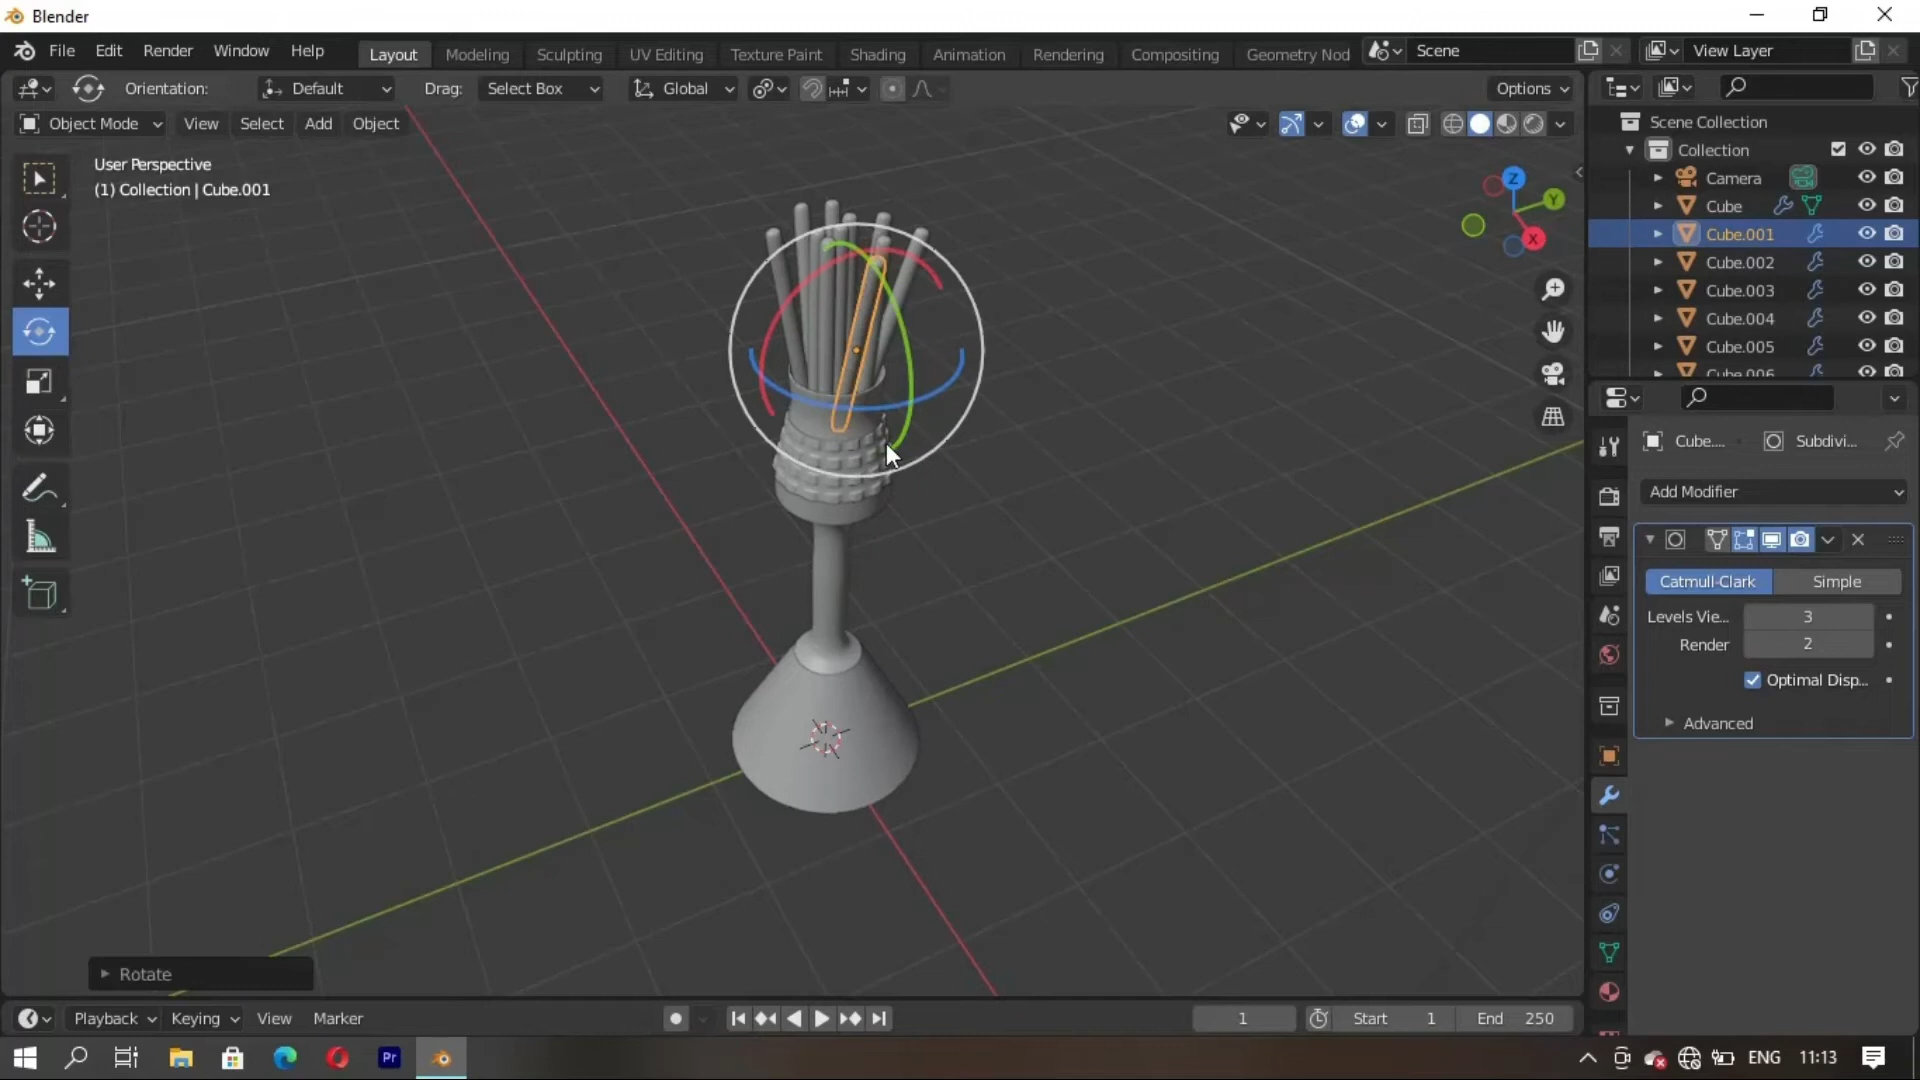 Blender
File Edit Render Window Help Layout Modeling Sculpting UV Editing Texture Paint Shading Animation Rendering Compositing Geometry Nod Scene View Layer
Orientation: Default Drag: Select Box Global Options
Object Mode View Select Add Object
User Perspective
(1) Collection | Cube.001
Z
Y
X
Scene Collection
Collection
Camera
Cube
Cube.001
Cube.002
Cube.003
Cube.004
Cube.005
Cube.006
Cube.... Subdivi...
Add Modifier
Catmull-Clark Simple
Levels Vie... 3
Render 2
Optimal Disp...
Advanced
Rotate
Playback Keying View Marker 1 Start 1 End 250
Pr ENG 11:13